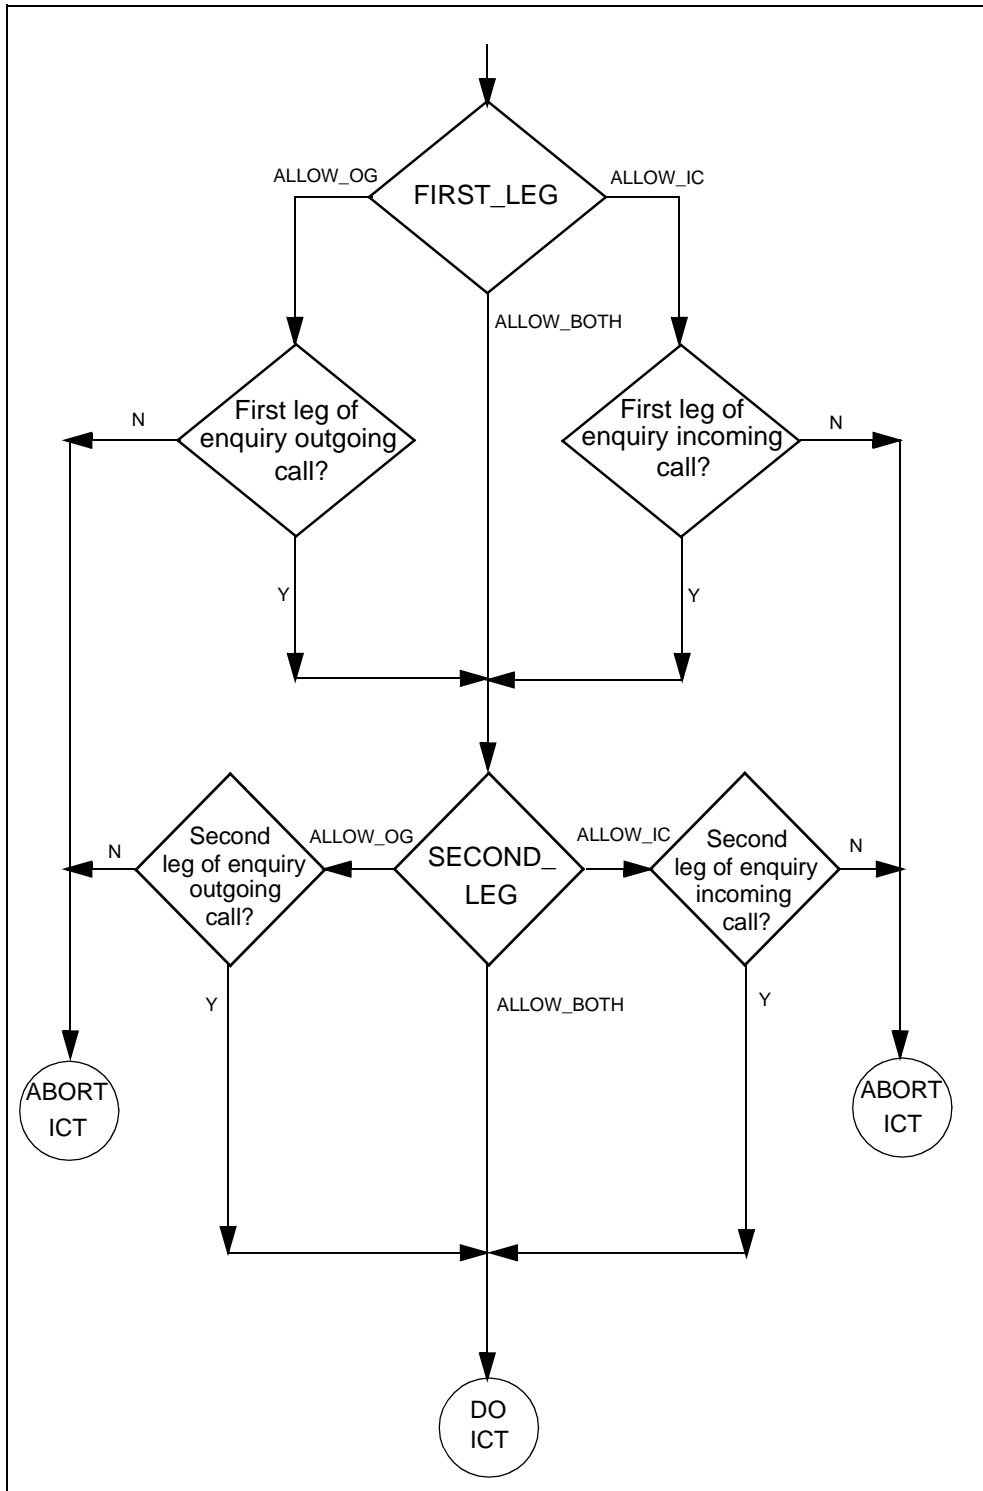 ALLOW_OG
FIRST_LEG
ALLOW_IC
ALLOW_BOTH
First leg of
enquiry outgoing
call?
N
Y
First leg of
enquiry incoming
call?
N
Y
SECOND_
LEG
ALLOW_OG
ALLOW_IC
Second
leg of enquiry
outgoing
call?
N
Y
ALLOW_BOTH
Second
leg of enquiry
incoming
call?
N
Y
ABORT
ICT
ABORT
ICT
DO
ICT